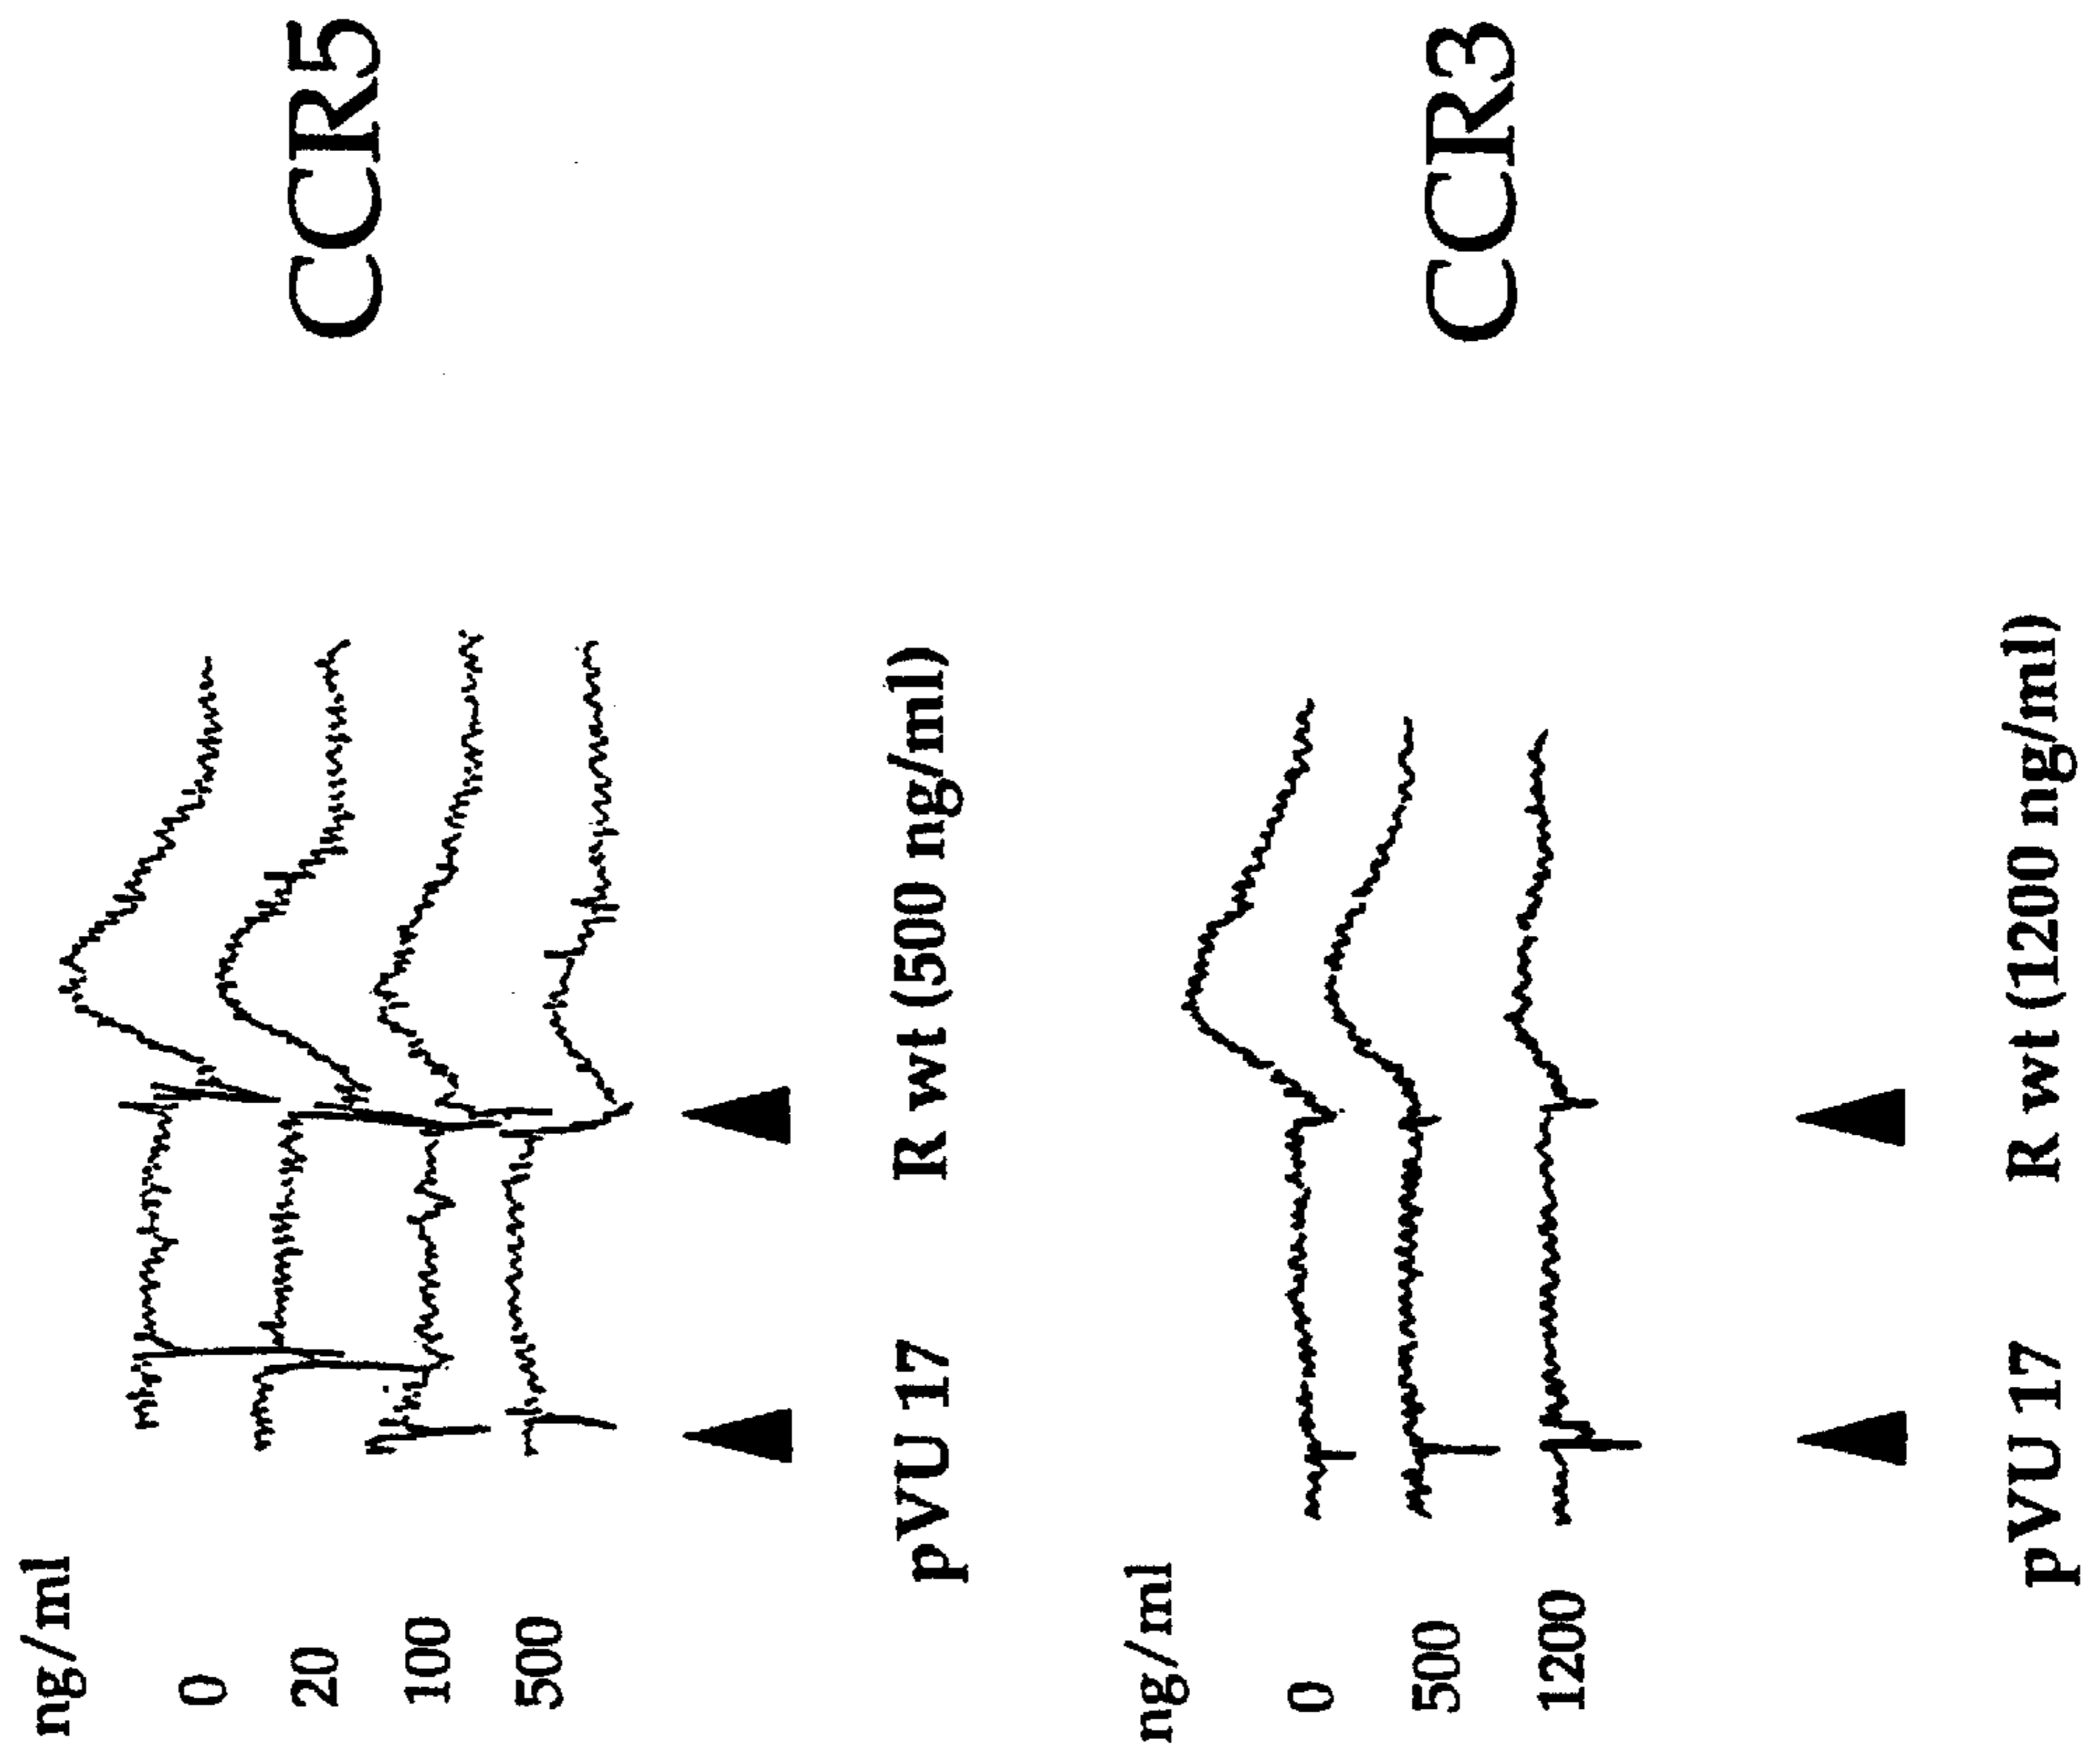 CCR5
ng/ml
0
20
100
500
pVU 17 R wt (500 ng/ml)
CCR3
ng/ml
0
500
1200
pVU 17 R wt (1200 ng/ml)